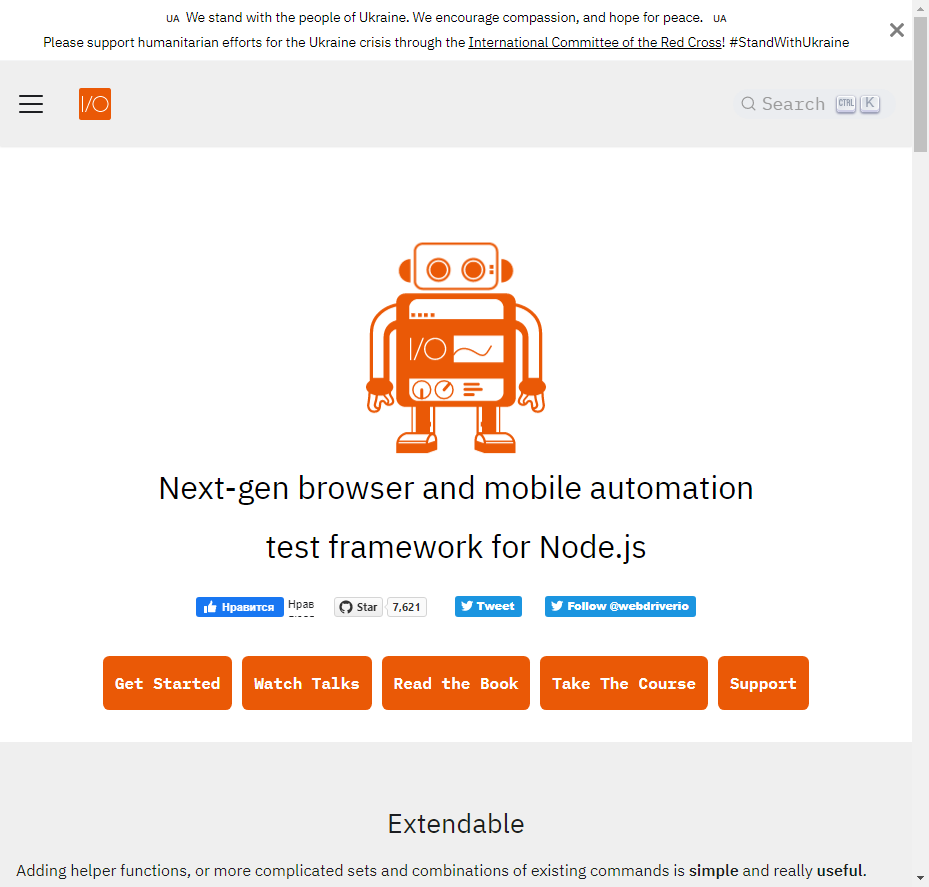 UA We stand with the people of Ukraine. We encourage compassion, and hope for peace. UA
Please support humanitarian efforts for the Ukraine crisis through the International Committee of the Red Cross! #StandWithUkraine
I/O
Search CTRL K
I/O
Next-gen browser and mobile automation
test framework for Node.js
Нравится Нрав
Star 7,621
Tweet
Follow @webdriverio
Get Started
Watch Talks
Read the Book
Take The Course
Support
Extendable
Adding helper functions, or more complicated sets and combinations of existing commands is simple and really useful.